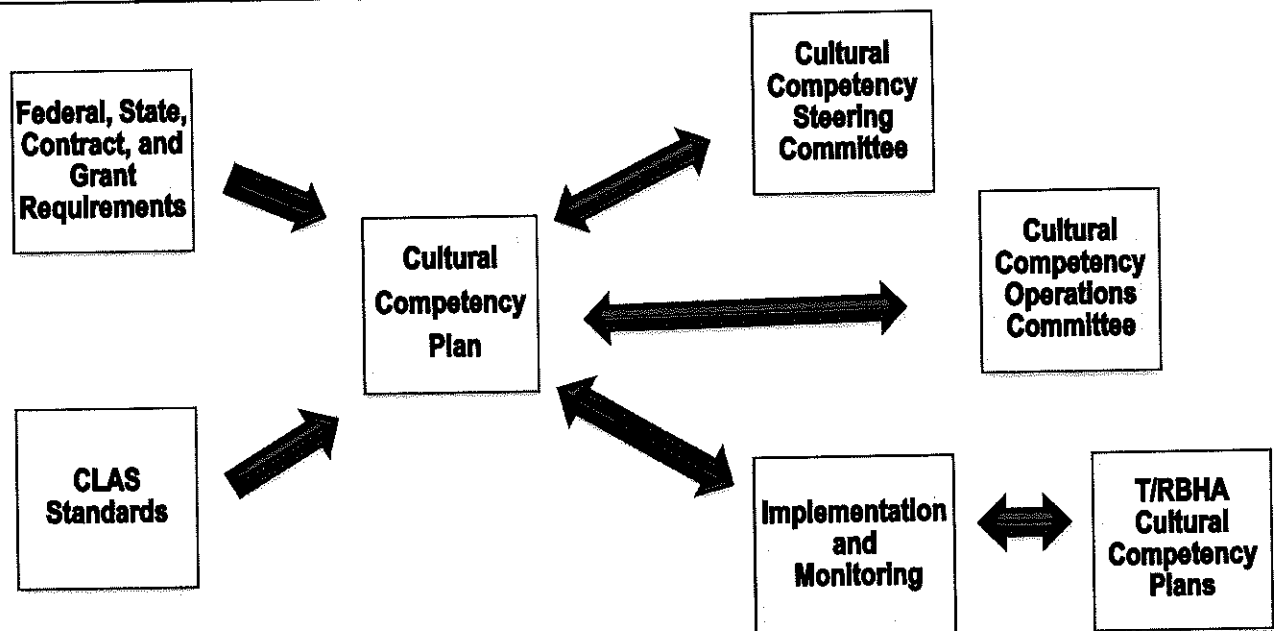 Federal, State,
Contract, and
Grant
Requirements
Cultural
Competency
Steering
Committee
Cultural
Competency
Plan
Cultural
Competency
Operations
Committee
CLAS
Standards
Implementation
and
Monitoring
T/RBHA
Cultural
Competency
Plans